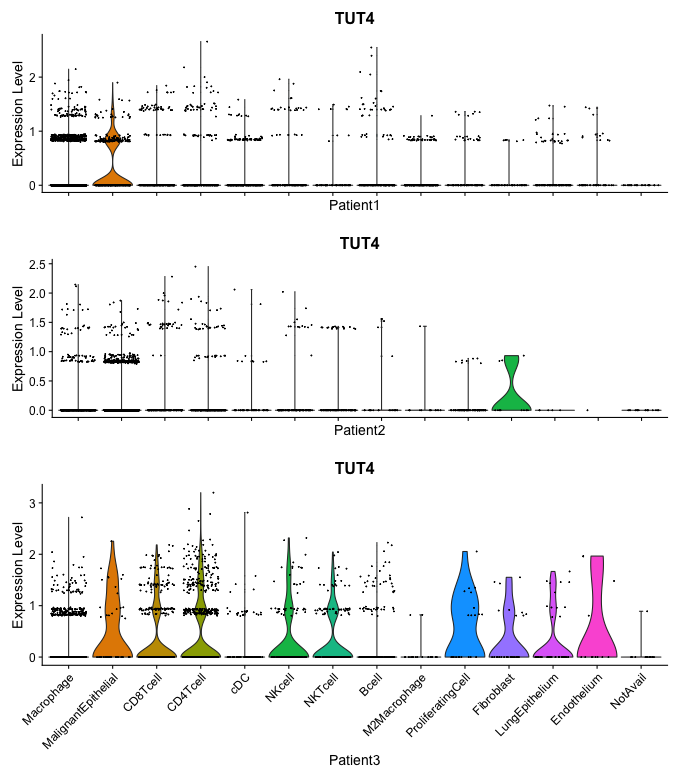 TUT4
Expression Level
2
1
0
Patient1
TUT4
Expression Level
2.5
2.0
1.5
1.0
0.5
0.0
Patient2
TUT4
Expression Level
3
2
1
0
Macrophage
MalignantEpithelial
CD8Tcell
CD4Tcell
cDC
NKcell
NKTcell
Bcell
M2Macrophage
ProliferatingCell
Fibroblast
LungEpithelium
Endothelium
NotAvail
Patient3